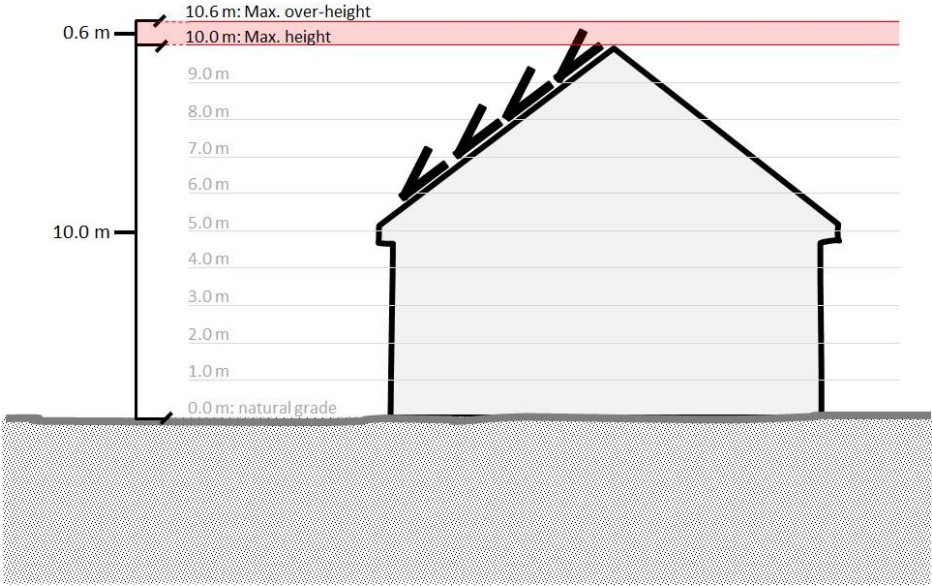 10.6 m: Max. over-height
0.6 m
10.0 m: Max. height
9.0 m
8.0 m
7.0 m
6.0 m
5.0 m
10.0 m
4.0 m
3.0 m
2.0 m
1.0 m
0.0 m: natural grade